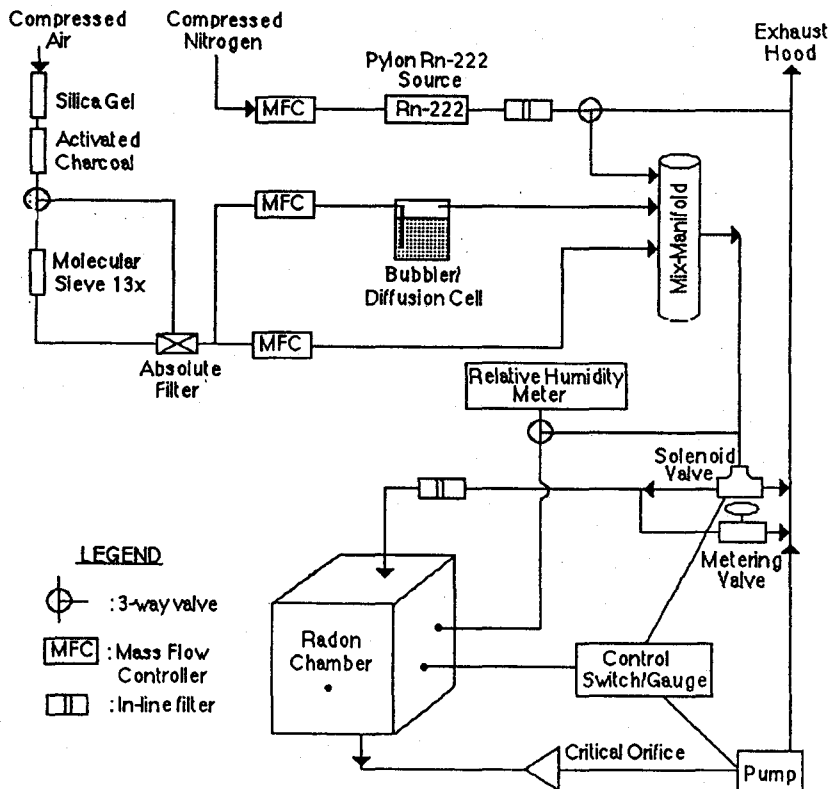 Compressed
Air
Compressed
Nitrogen
Exhaust
Hood
Pylon Rn-222
Source
Silica Gel
MFC
Rn-222
Activated
Charcoal
MFC
Mix-Manifold
Molecular
Sieve 13x
Bubbler/
Diffusion Cell
MFC
Absolute
Filter
Relative Humidity
Meter
Solenoid
Valve
Metering
Valve
LEGEND
: 3-way valve
MFC : Mass Flow
Controller
: In-line filter
Radon
Chamber
Control
Switch/Gauge
Critical Orifice
Pump